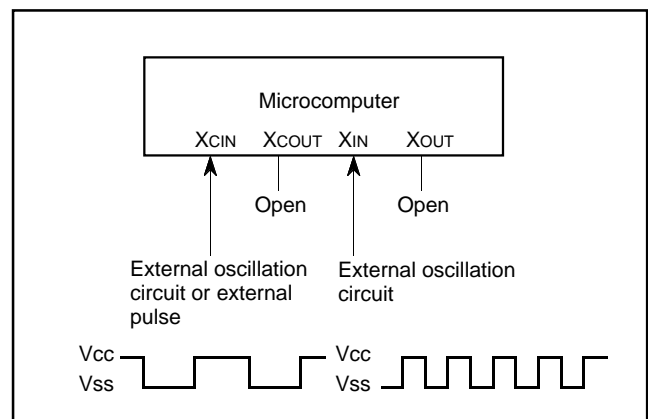 Microcomputer
XCIN XCOUT XIN XOUT
Open Open
External oscillation
circuit or external
pulse
External oscillation
circuit
Vcc Vcc
Vss Vss